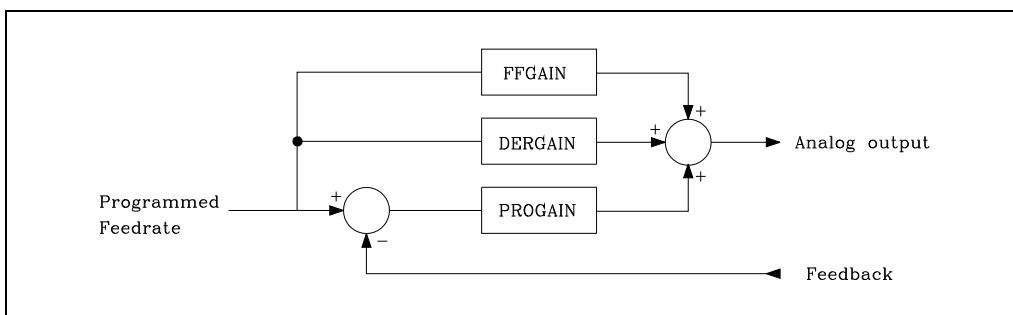 FFGAIN
+
DERGAIN
+
Analog output
+
Programmed
Feedrate
+
PROGAIN
−
Feedback